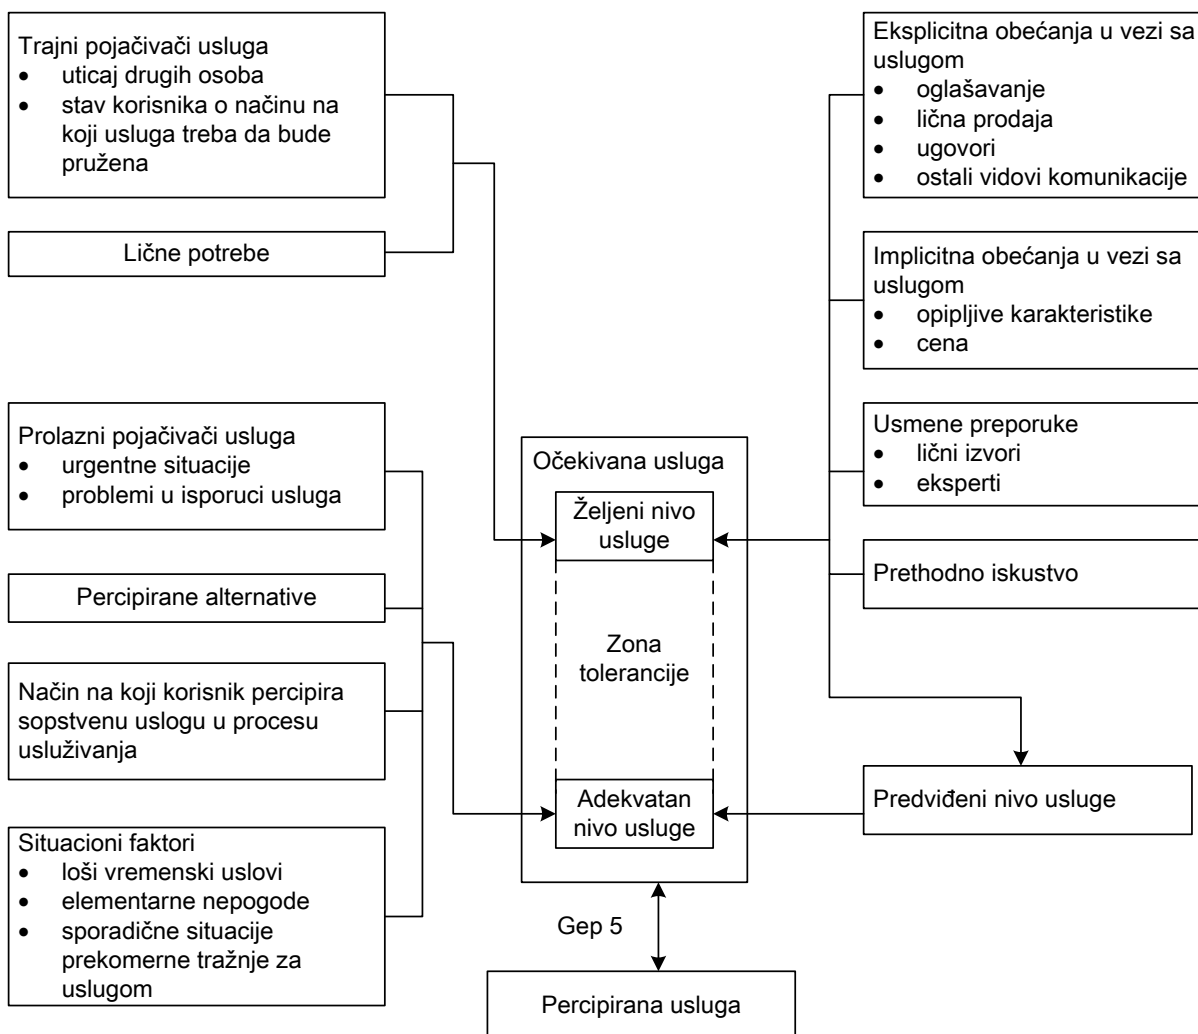 Trajni pojačivači usluga
• uticaj drugih osoba
• stav korisnika o načinu na
koji usluga treba da bude
pružena
Lične potrebe
Prolazni pojačivači usluga
• urgentne situacije
• problemi u isporuci usluga
Percipirane alternative
Način na koji korisnik percipira
sopstvenu uslogu u procesu
usluživanja
Situacioni faktori
• loši vremenski uslovi
• elementarne nepogode
• sporadične situacije
prekomerne tražnje za
uslugom
Očekivana usluga
Željeni nivo
usluge
Zona
tolerancije
Adekvatan
nivo usluge
Gep 5
Percipirana usluga
Eksplicitna obećanja u vezi sa
uslugom
• oglašavanje
• lična prodaja
• ugovori
• ostali vidovi komunikacije
Implicitna obećanja u vezi sa
uslugom
• opipljive karakteristike
• cena
Usmene preporuke
• lični izvori
• eksperti
Prethodno iskustvo
Predviđeni nivo usluge